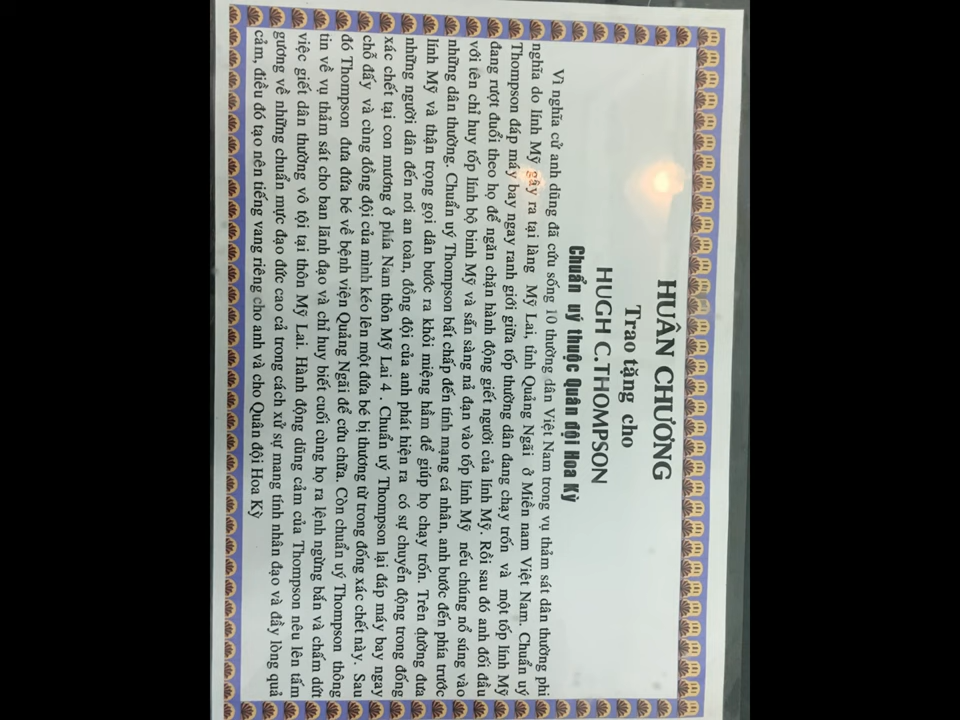 HUÂN CHƯƠNG
Trao tặng cho
HUGH C.THOMPSON
Chuẩn uý thuộc Quân đội Hoa Kỳ
Vì nghĩa cử anh dũng đã cứu sống 10 thường dân Việt Nam trong vụ thảm sát dân thường phi
nghĩa do lính Mỹ gây ra tại làng Mỹ Lai, tỉnh Quảng Ngãi ở Miền nam Việt Nam. Chuẩn uý
Thompson đáp máy bay ngay ranh giới giữa tốp thường dân đang chạy trốn và một tốp lính Mỹ
đang rượt đuổi theo họ để ngăn chặn hành động giết người của lính Mỹ. Rồi sau đó anh đối đầu
với tên chỉ huy tốp lính bộ binh Mỹ và sẵn sàng nả đạn vào tốp lính Mỹ nếu chúng nổ súng vào
những dân thường. Chuẩn uý Thompson bất chấp đến tính mạng cá nhân, anh bước đến phía trước
lính Mỹ và thận trọng gọi dân bước ra khỏi miệng hầm để giúp họ chạy trốn. Trên đường đưa
những người dân đến nơi an toàn, đồng đội của anh phát hiện ra có sự chuyển động trong đống
xác chết tại con mương ở phía Nam thôn Mỹ Lai 4 . Chuẩn uý Thompson lại đáp máy bay ngay
chỗ đấy và cùng đồng đội của mình kéo lên một đứa bé bị thương từ trong đống xác chết này. Sau
đó Thompson đưa đứa bé về bệnh viện Quảng Ngãi để cứu chữa. Còn chuẩn uý Thompson thông
tin về vụ thảm sát cho ban lãnh đạo và chỉ huy biết cuối cùng họ ra lệnh ngừng bắn và chấm dứt
việc giết dân thường vô tội tại thôn Mỹ Lai. Hành động dũng cảm của Thompson nêu lên tấm
gương về những chuẩn mực đạo đức cao cả trong cách xử sự mang tính nhân đạo và đầy lòng quả
cảm, điều đó tạo nên tiếng vang riêng cho anh và cho Quân đội Hoa Kỳ